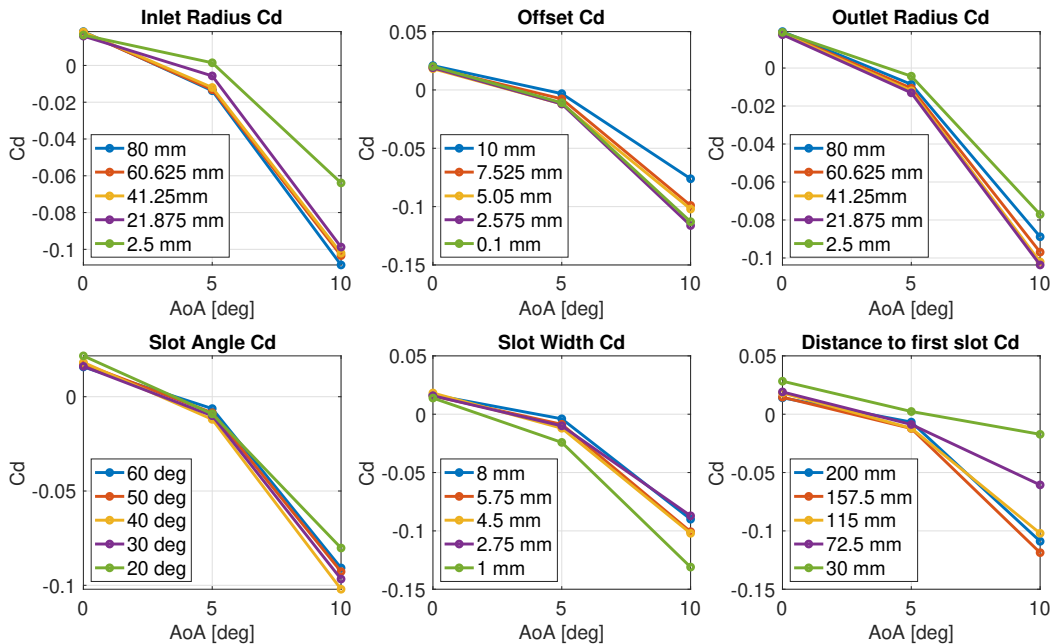 Inlet Radius Cd
0
-0.02
-0.04
-0.06
-0.08
-0.1
Cd
80 mm
60.625 mm
41.25mm
21.875 mm
2.5 mm
0 5 10
AoA [deg]
Offset Cd
0.05
0
-0.05
-0.1
-0.15
Cd
10 mm
7.525 mm
5.05 mm
2.575 mm
0.1 mm
0 5 10
AoA [deg]
Outlet Radius Cd
0
-0.02
-0.04
-0.06
-0.08
-0.1
Cd
80 mm
60.625 mm
41.25mm
21.875 mm
2.5 mm
0 5 10
AoA [deg]
Slot Angle Cd
0
-0.05
-0.1
Cd
60 deg
50 deg
40 deg
30 deg
20 deg
0 5 10
AoA [deg]
Slot Width Cd
0.05
0
-0.05
-0.1
-0.15
Cd
8 mm
5.75 mm
4.5 mm
2.75 mm
1 mm
0 5 10
AoA [deg]
Distance to first slot Cd
0.05
0
-0.05
-0.1
-0.15
Cd
200 mm
157.5 mm
115 mm
72.5 mm
30 mm
0 5 10
AoA [deg]